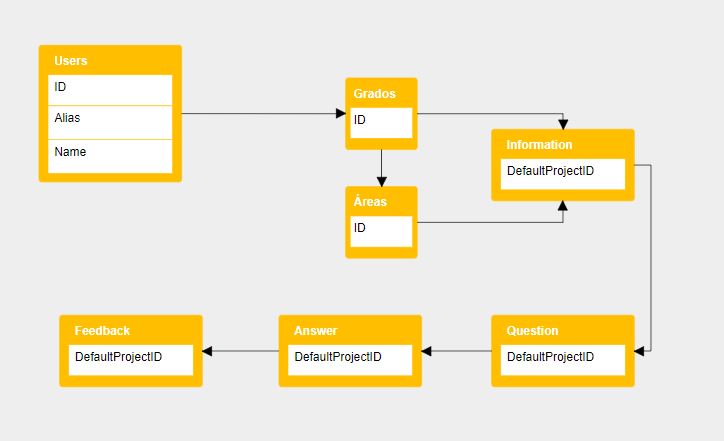 Users
ID
Alias
Name
Grados
ID
Áreas
ID
Information
DefaultProjectID
Feedback
DefaultProjectID
Answer
DefaultProjectID
Question
DefaultProjectID